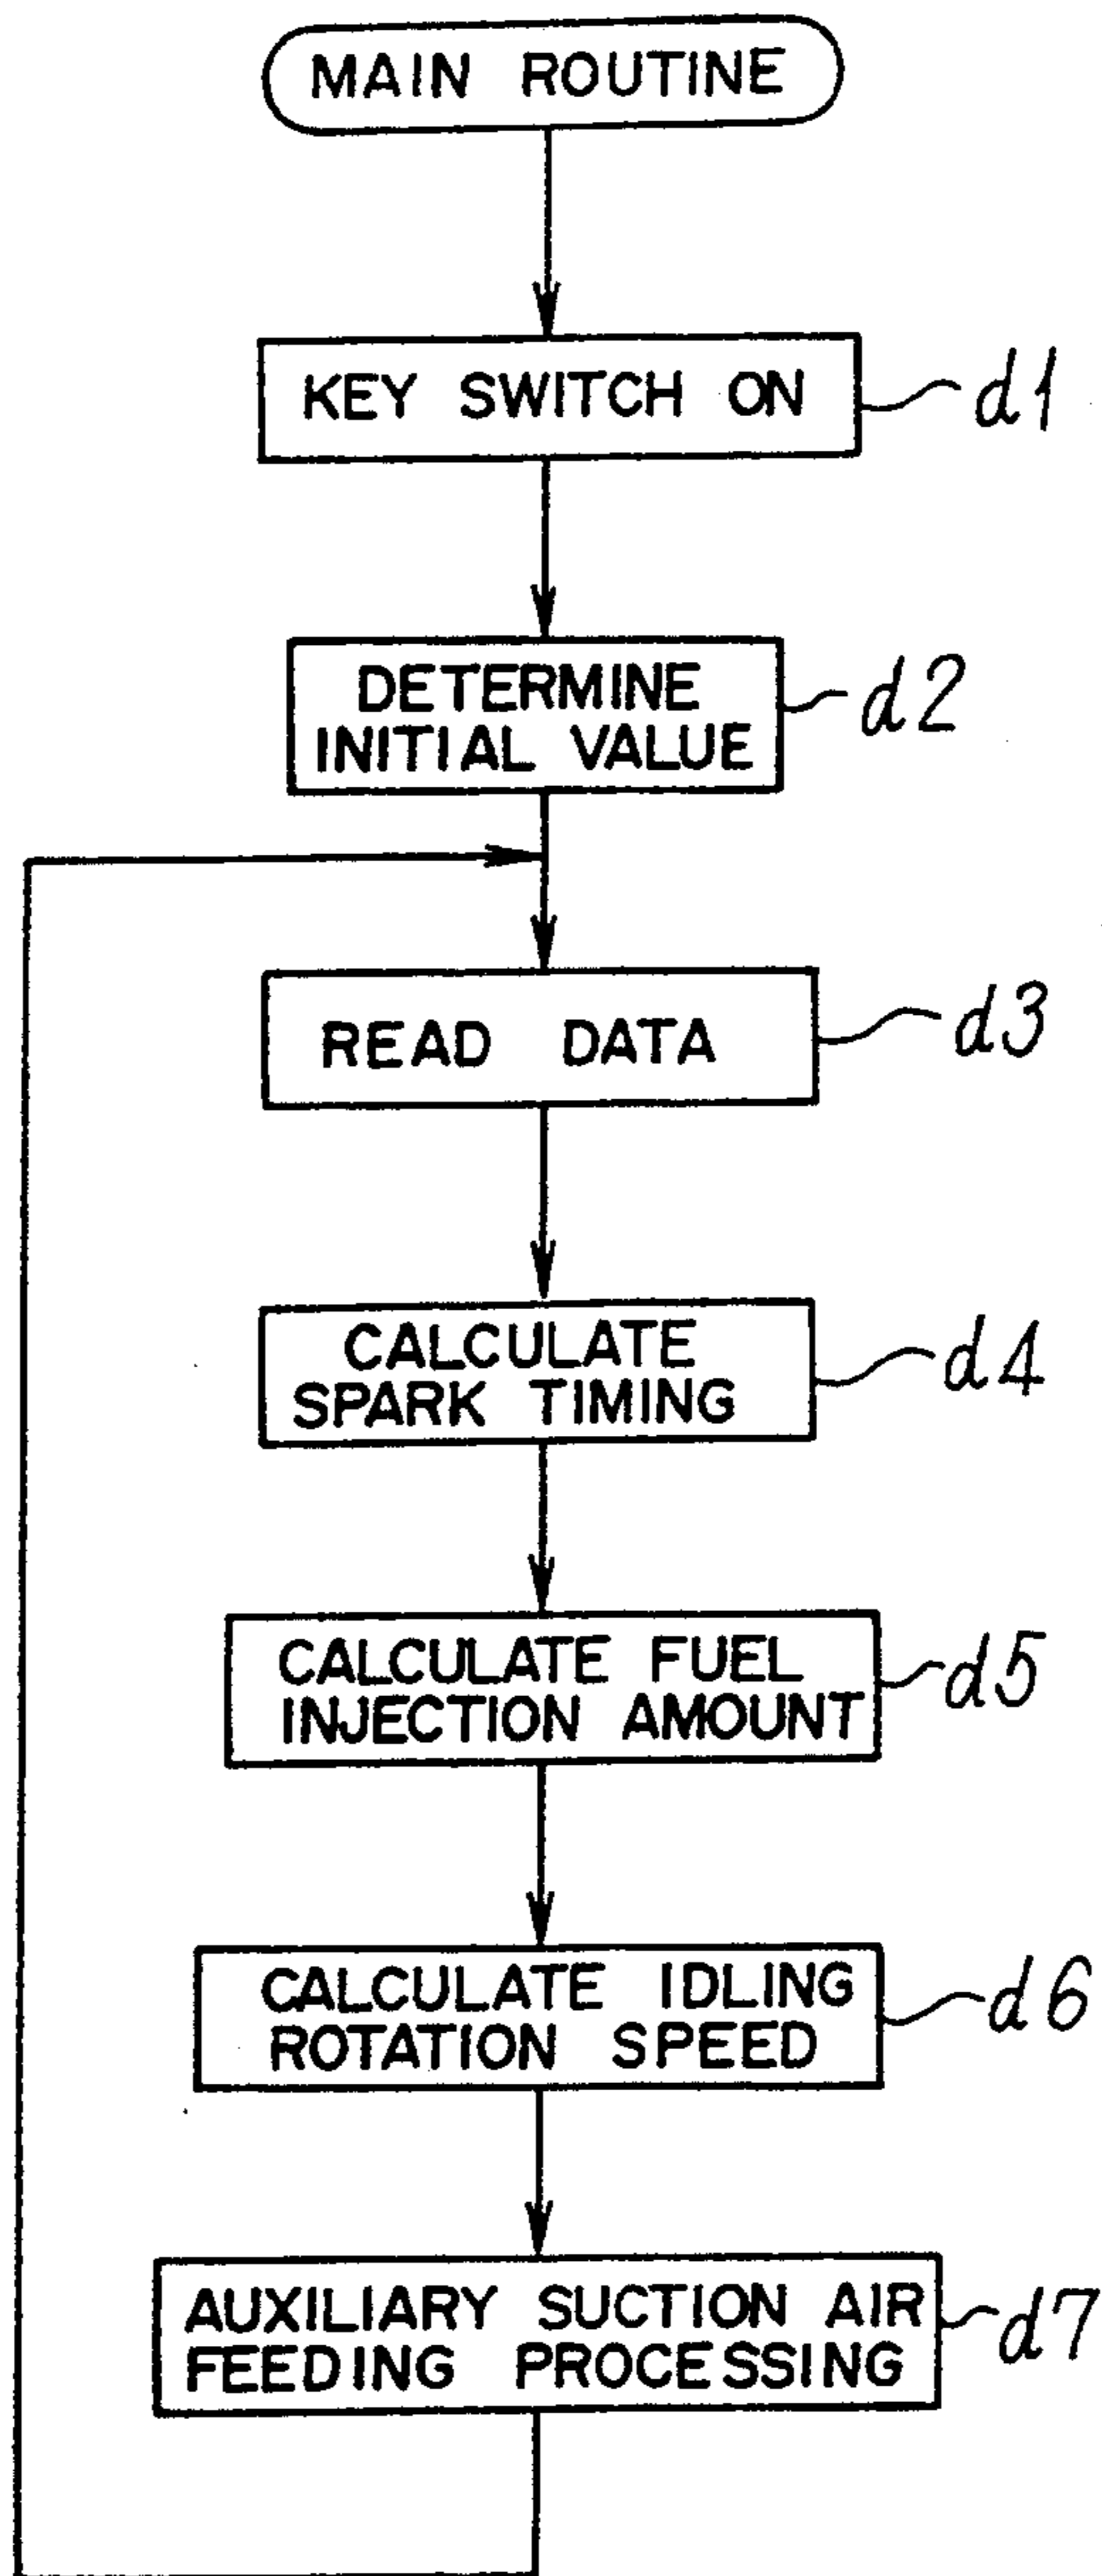 MAIN ROUTINE
KEY SWITCH ON
d1
DETERMINE
INITIAL VALUE
d2
READ DATA
d3
CALCULATE
SPARK TIMING
d4
CALCULATE FUEL
INJECTION AMOUNT
d5
CALCULATE IDLING
ROTATION SPEED
d6
AUXILIARY SUCTION AIR
FEEDING PROCESSING
d7